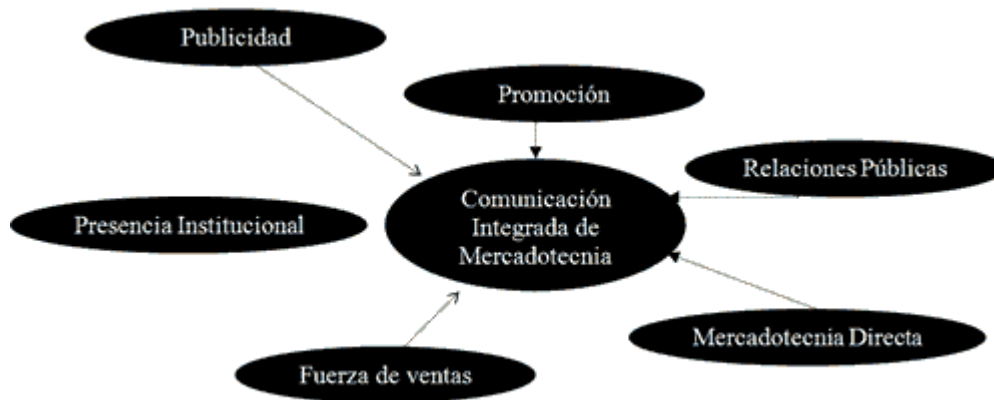 Publicidad
Promoción
Relaciones Públicas
Comunicación
Integrada de
Mercadotecnia
Presencia Institucional
Mercadotecnia Directa
Fuerza de ventas